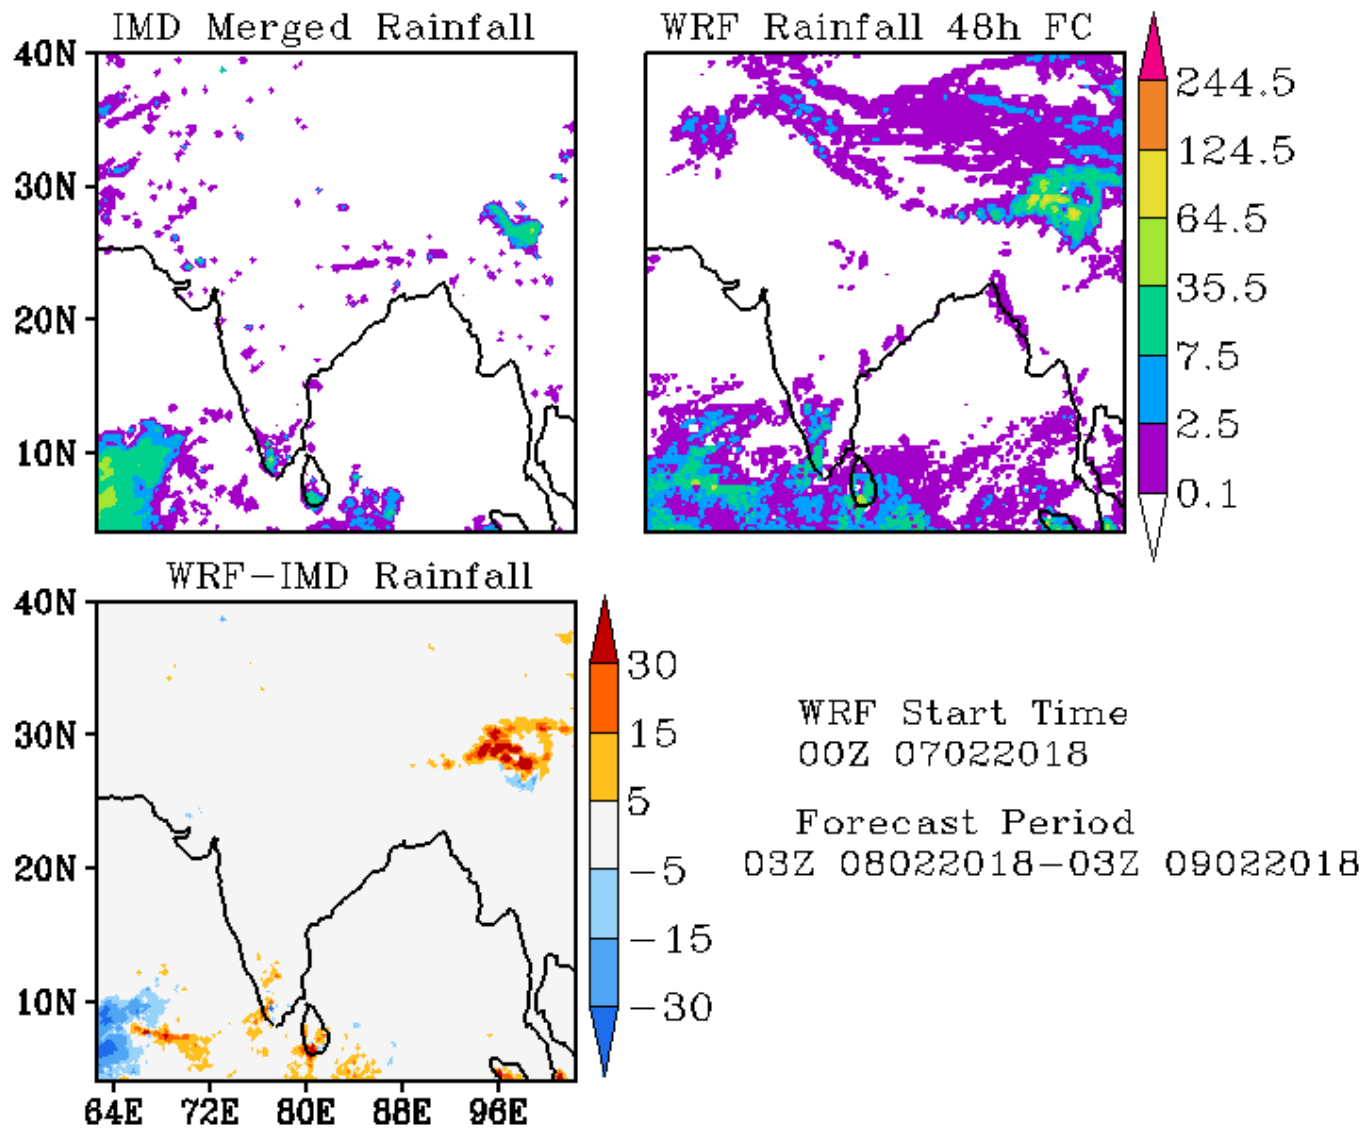 IMD Merged Rainfall
WRF Rainfall 48h FC
40N
30N
20N
10N
244.5
124.5
64.5
35.5
7.5
2.5
0.1
WRF-IMD Rainfall
40N
30N
20N
10N
64E 72E 80E 88E 96E
30
15
5
-5
-15
-30
WRF Start Time
00Z 07022018
Forecast Period
03Z 08022018-03Z 09022018